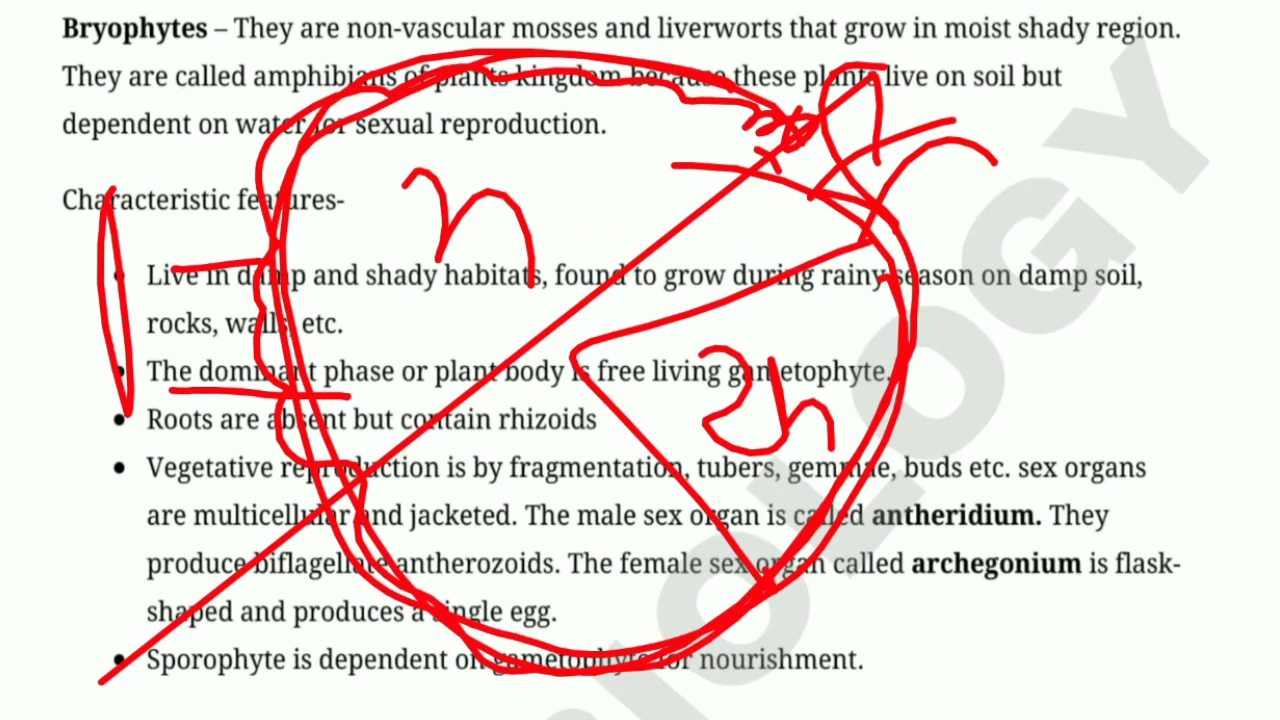 Bryophytes – They are non-vascular mosses and liverworts that grow in moist shady region.
They are called amphibians of plants kingdom because these plants live on soil but
dependent on water for sexual reproduction.
Characteristic features-
n
• Live in damp and shady habitats, found to grow during rainy season on damp soil,
rocks, walls, etc.
• The dominant phase or plant body is free living gametophyte.
2n
• Roots are absent but contain rhizoids
• Vegetative reproduction is by fragmentation, tubers, gemmae, buds etc. sex organs
are multicellular and jacketed. The male sex organ is called antheridium. They
produce biflagellate antherozoids. The female sex organ called archegonium is flask-
shaped and produces a single egg.
• Sporophyte is dependent on gametophyte for nourishment.
IOLOGY